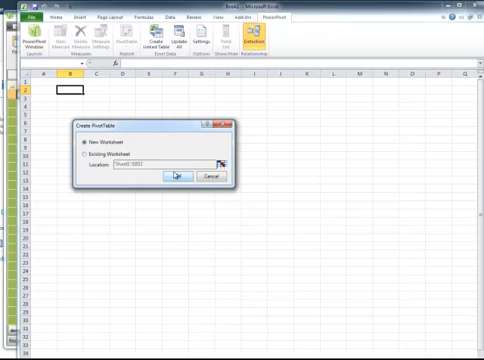 Book2 - Microsoft Excel
File Home Insert Page Layout Formulas Data Review View Add-Ins PowerPivot
PowerPivot Window
New Measure
Delete Measure
Measure Settings
PivotTable
Create Linked Table
Update All
Settings
Field List
Detection
Launch Measures Report Excel Data Options Show/Hide Relationship
fx
A B C D E F G H I J K L M N O P Q
1
2
3
4
5
6
7
8
9
10
11
12
13
14
15
16
17
18
19
20
21
22
23
24
25
26
27
28
29
30
31
32
33
34
Create PivotTable
New Worksheet
Existing Worksheet
Location:
Cancel